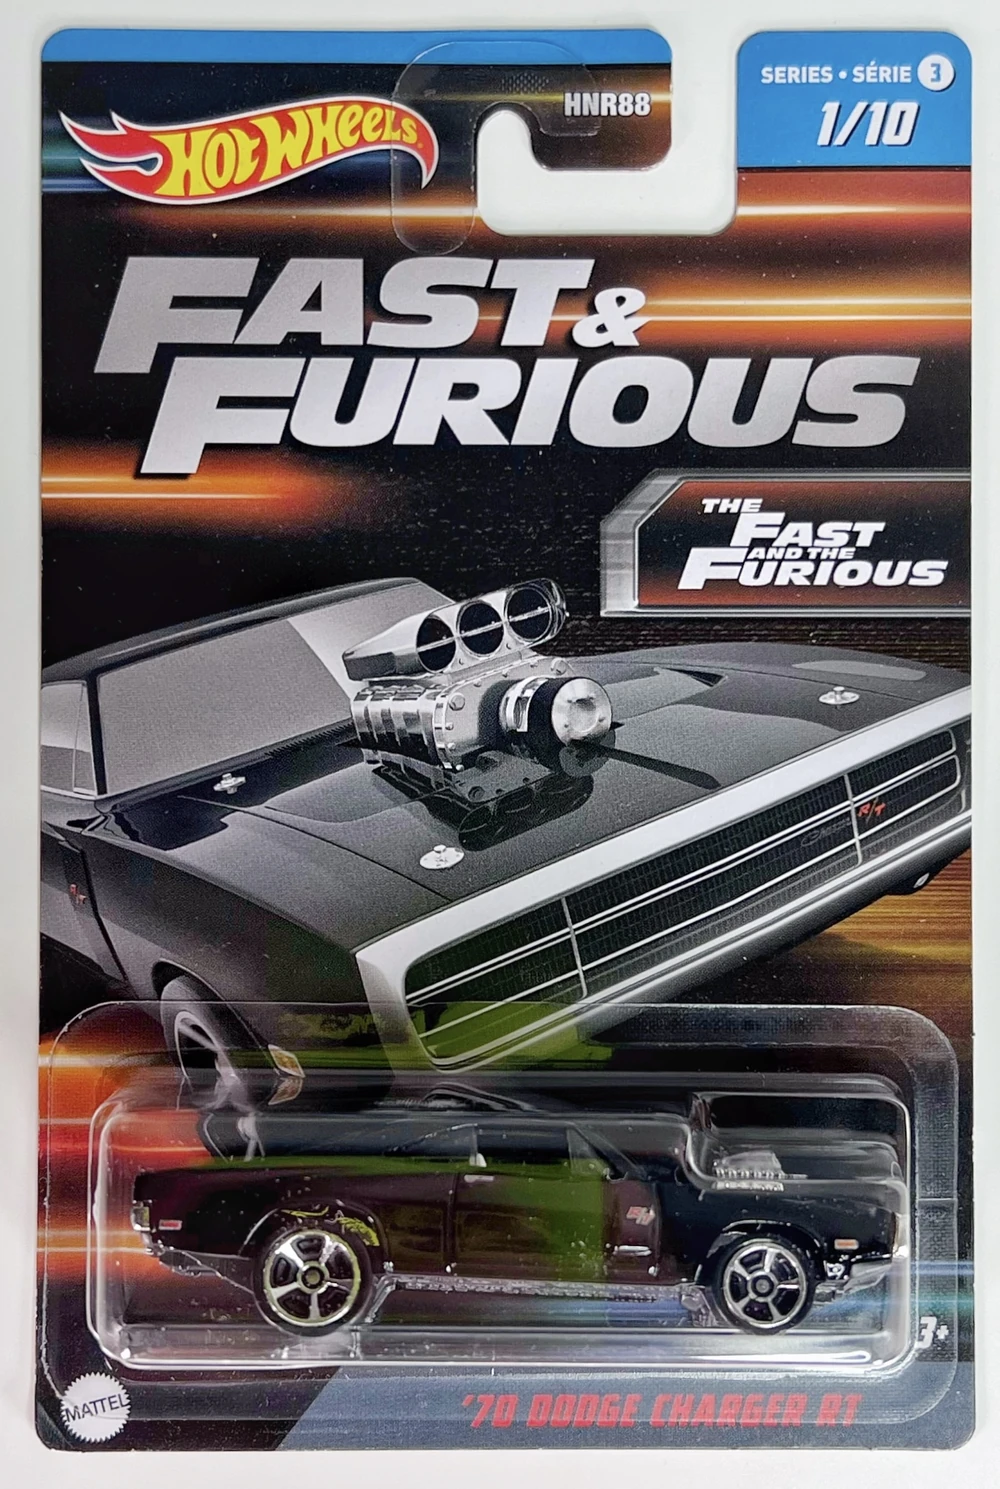 HOT WHEELS
HNR88
SERIES • SÉRIE 3
1/10
FAST &
FURIOUS
THE
FAST
AND THE
FURIOUS
R/T
R/T
R/T
3+
MATTEL
'70 DODGE CHARGER RT